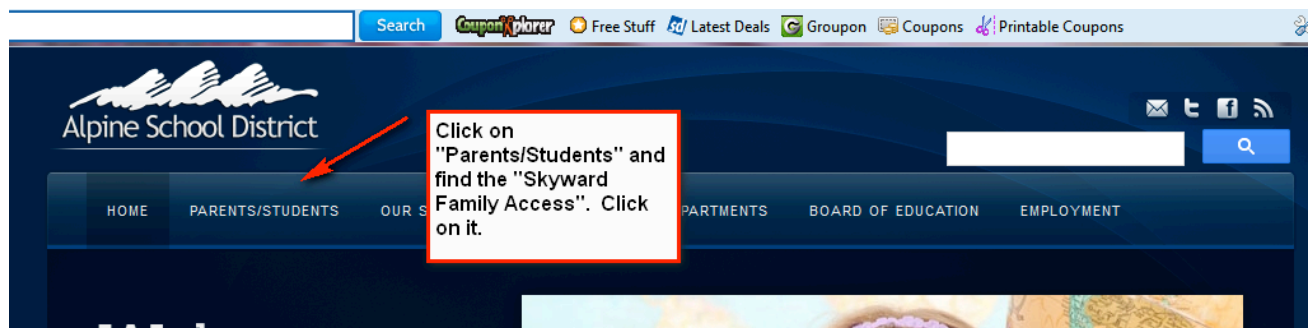 Search CouponXplorer Free Stuff Latest Deals Groupon Coupons Printable Coupons
Alpine School District
Click on
"Parents/Students" and
find the "Skyward
Family Access". Click
on it.
HOME PARENTS/STUDENTS OUR S PARTMENTS BOARD OF EDUCATION EMPLOYMENT